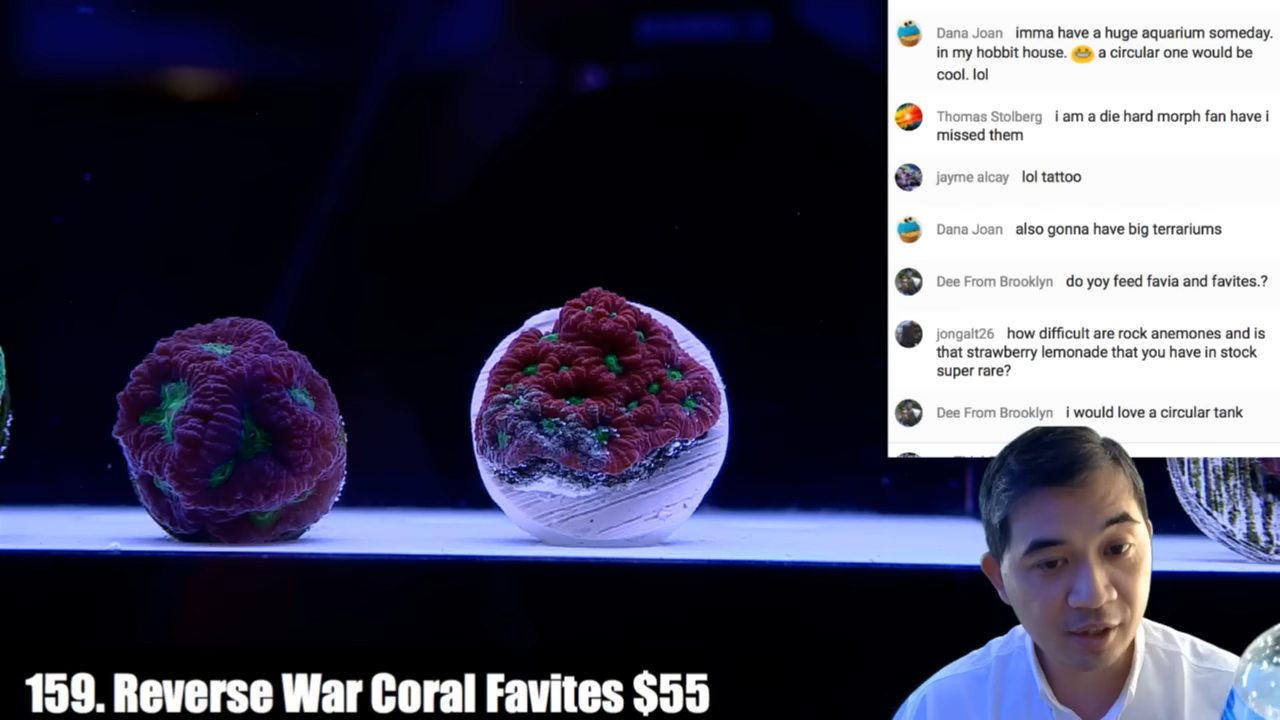 Dana Joan imma have a huge aquarium someday.
in my hobbit house. 😁 a circular one would be
cool. lol
Thomas Stolberg i am a die hard morph fan have i
missed them
jayme alcay lol tattoo
Dana Joan also gonna have big terrariums
Dee From Brooklyn do yoy feed favia and favites.?
jongalt26 how difficult are rock anemones and is
that strawberry lemonade that you have in stock
super rare?
Dee From Brooklyn i would love a circular tank
159. Reverse War Coral Favites $55